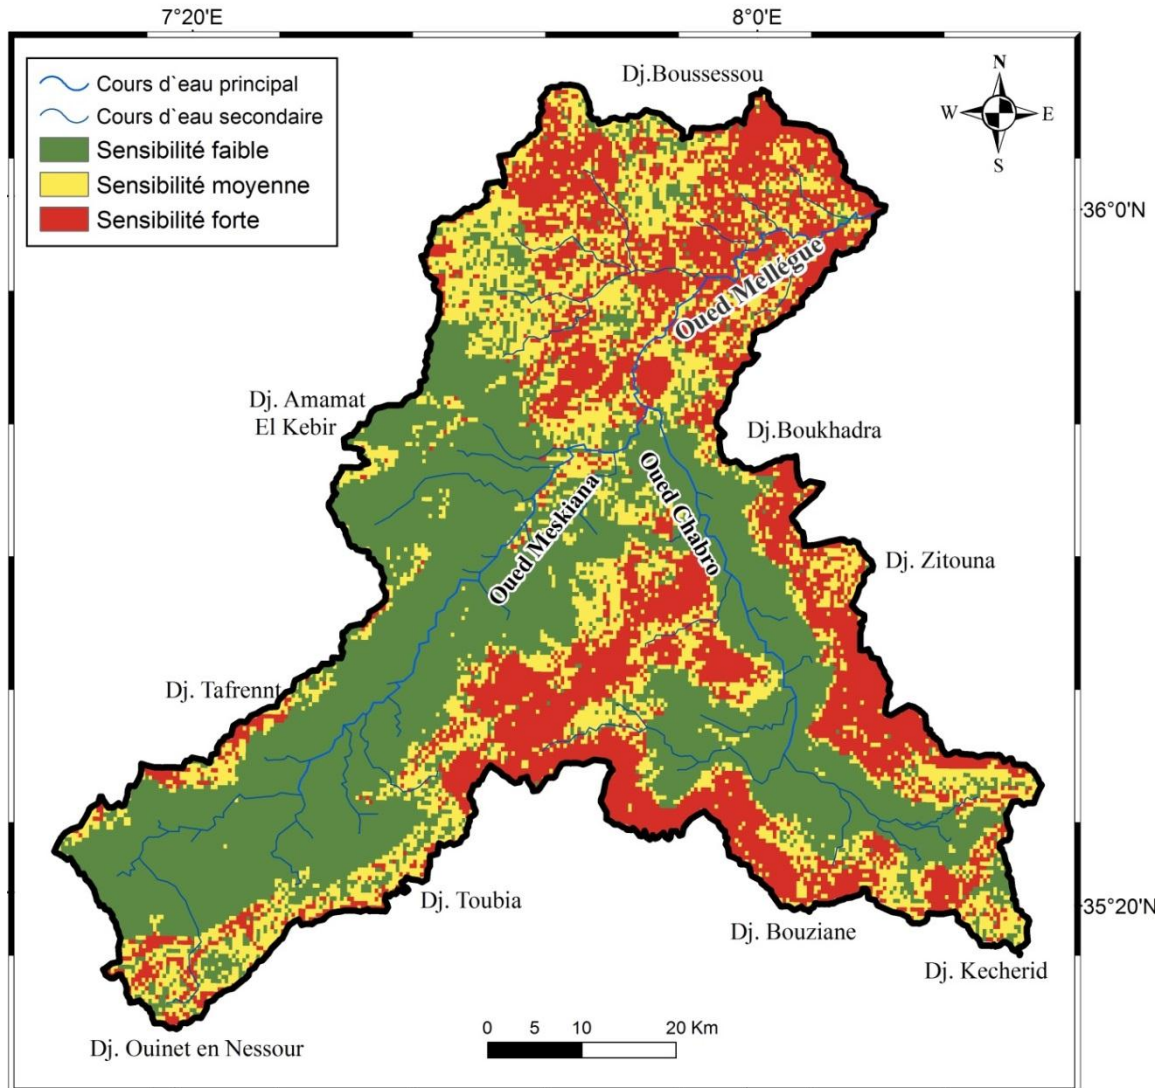 7°20'E
8°0'E
Cours d`eau principal
Cours d`eau secondaire
Sensibilité faible
Sensibilité moyenne
Sensibilité forte
Dj.Boussessou
N
W
E
S
36°0'N
Oued Mellégue
Dj. Amamat
El Kebir
Dj.Boukhadra
Oued Meskiana
Oued Chabro
Dj. Zitouna
Dj. Tafrennt
Dj. Toubia
35°20'N
Dj. Bouziane
Dj. Kecherid
Dj. Ouinet en Nessour
0 5 10 20 Km